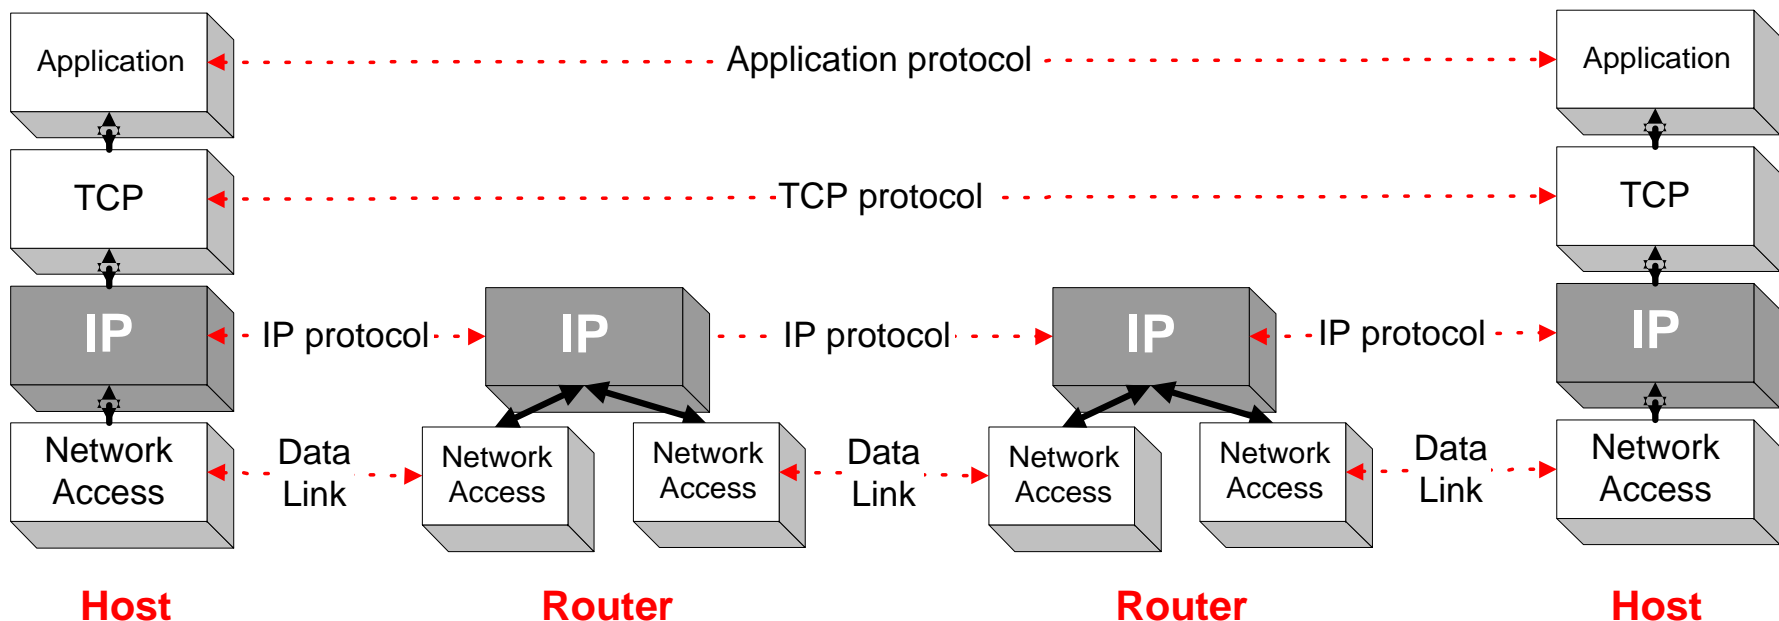 Application
Application protocol
Application
TCP
TCP protocol
TCP
IP
IP protocol
IP
IP protocol
IP
IP protocol
IP
Network
Access
Data
Link
Network
Access
Network
Access
Data
Link
Network
Access
Network
Access
Data
Link
Network
Access
Host
Router
Router
Host